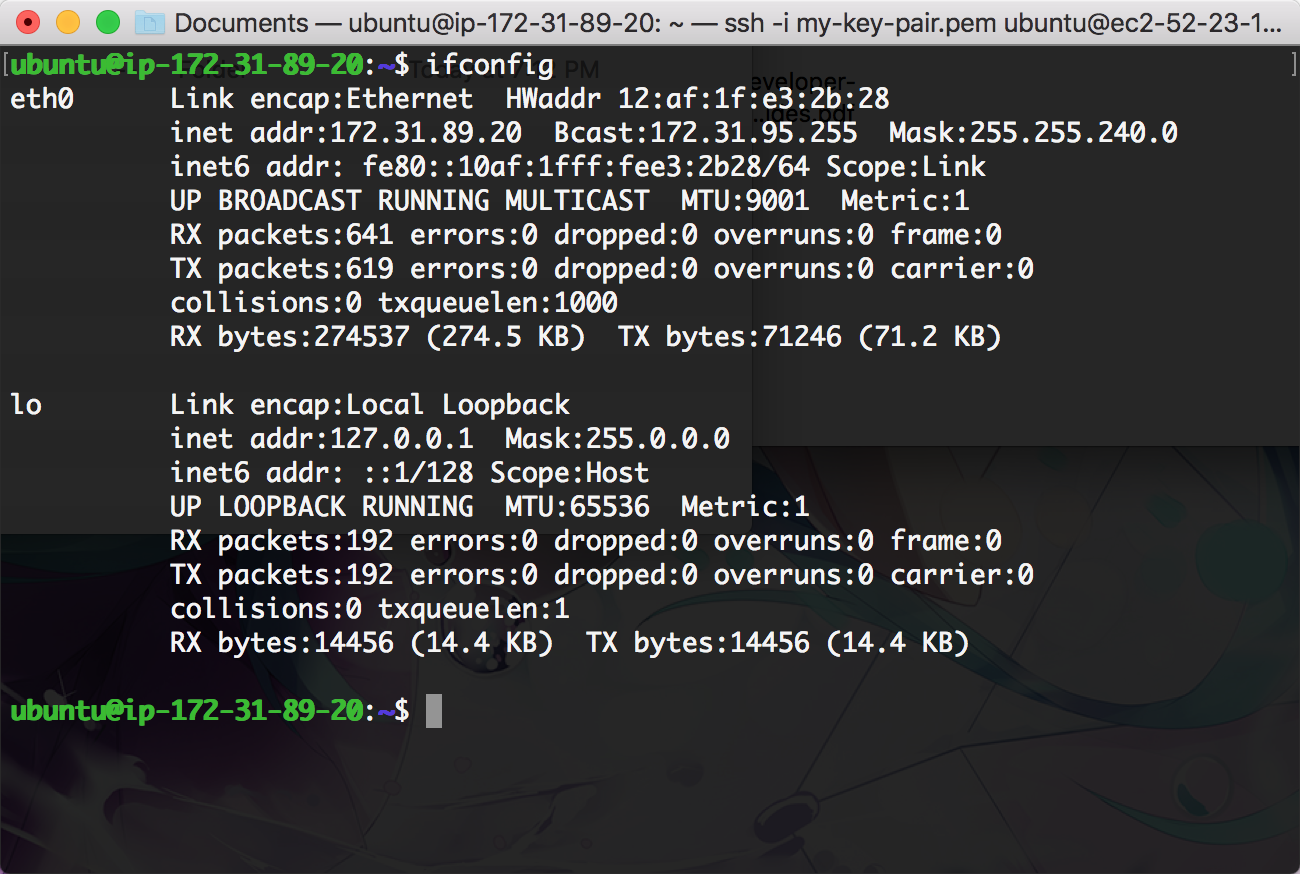 Documents — ubuntu@ip-172-31-89-20: ~ — ssh -i my-key-pair.pem ubuntu@ec2-52-23-1...
[ubuntu@ip-172-31-89-20:~$ ifconfig ]
eth0      Link encap:Ethernet  HWaddr 12:af:1f:e3:2b:28
          inet addr:172.31.89.20  Bcast:172.31.95.255  Mask:255.255.240.0
          inet6 addr: fe80::10af:1fff:fee3:2b28/64 Scope:Link
          UP BROADCAST RUNNING MULTICAST  MTU:9001  Metric:1
          RX packets:641 errors:0 dropped:0 overruns:0 frame:0
          TX packets:619 errors:0 dropped:0 overruns:0 carrier:0
          collisions:0 txqueuelen:1000
          RX bytes:274537 (274.5 KB)  TX bytes:71246 (71.2 KB)

lo        Link encap:Local Loopback
          inet addr:127.0.0.1  Mask:255.0.0.0
          inet6 addr: ::1/128 Scope:Host
          UP LOOPBACK RUNNING  MTU:65536  Metric:1
          RX packets:192 errors:0 dropped:0 overruns:0 frame:0
          TX packets:192 errors:0 dropped:0 overruns:0 carrier:0
          collisions:0 txqueuelen:1
          RX bytes:14456 (14.4 KB)  TX bytes:14456 (14.4 KB)

ubuntu@ip-172-31-89-20:~$